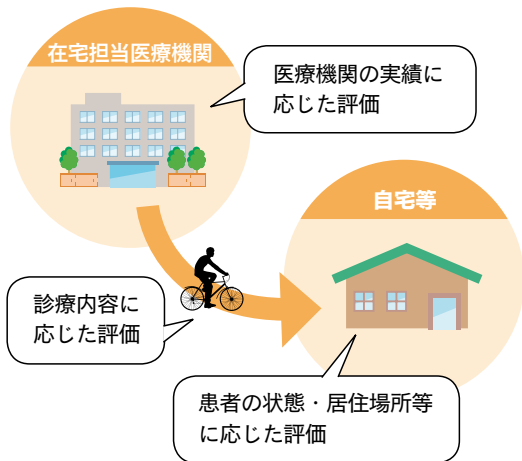 在宅担当医療機関
医療機関の実績に
応じた評価
自宅等
診療内容に
応じた評価
患者の状態・居住場所等
に応じた評価